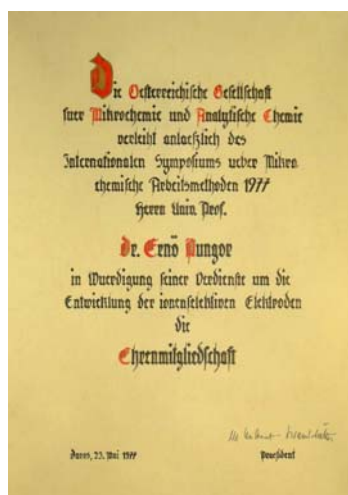 Die Oesterreichische Gesellschaft
fuer Mikrochemie und Analytische Chemie
verleiht anlaeßlich des
Internationalen Symposiums ueber Mikro-
chemische Arbeitsmethoden 1977
Herrn Univ. Prof.
Dr. Ernö Pungor
in Wuerdigung seiner Verdienste um die
Entwicklung der ionenselektiven Elektroden
die
Ehrenmitgliedschaft
Davos, 23. Mai 1977
Praesident